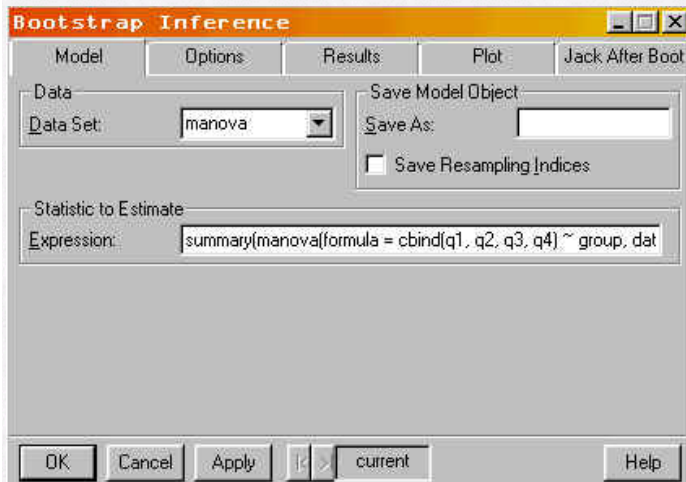 Bootstrap Inference
Model Options Results Plot Jack After Boot
Data
Data Set: manova
Save Model Object
Save As:
Save Resampling Indices
Statistic to Estimate
Expression: summary(manova(formula = cbind(q1, q2, q3, q4) ~ group, dat
OK Cancel Apply |< > current Help